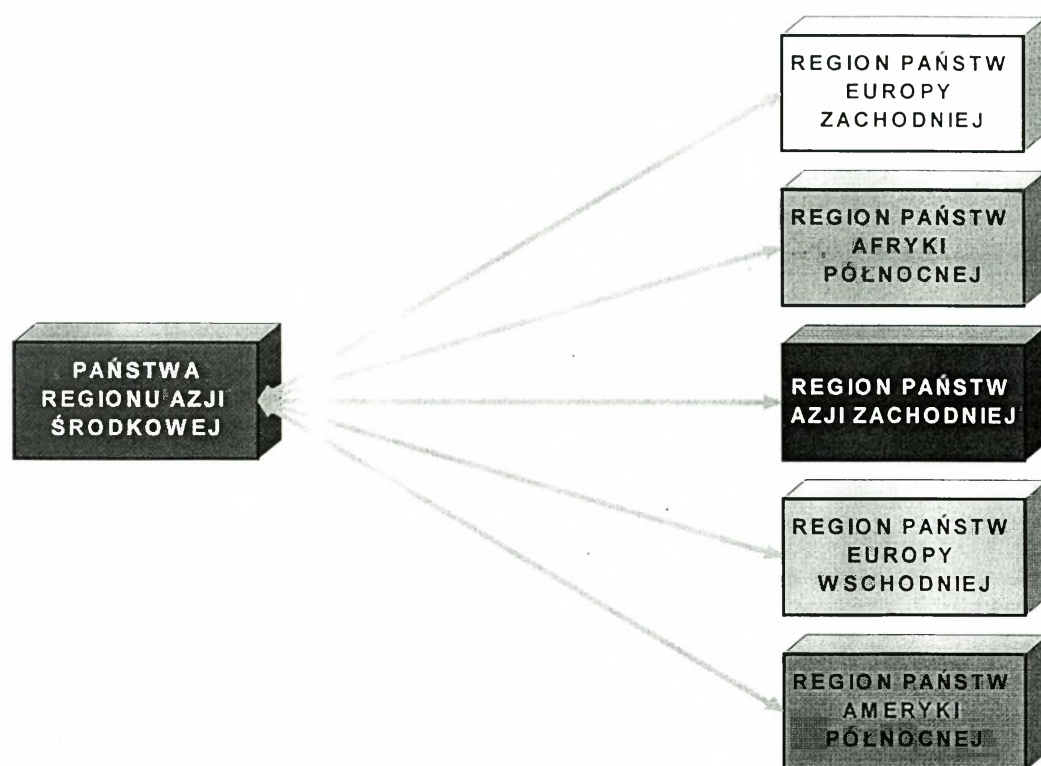 REGION PAŃSTW
EUROPY
ZACHODNIEJ
REGION PAŃSTW
AFRYKI
PÓŁNOCNEJ
PAŃSTWA
REGIONU AZJI
ŚRODKOWEJ
REGION PAŃSTW
AZJI ZACHODNIEJ
REGION PAŃSTW
EUROPY
WSCHODNIEJ
REGION PAŃSTW
AMERYKI
PÓŁNOCNEJ